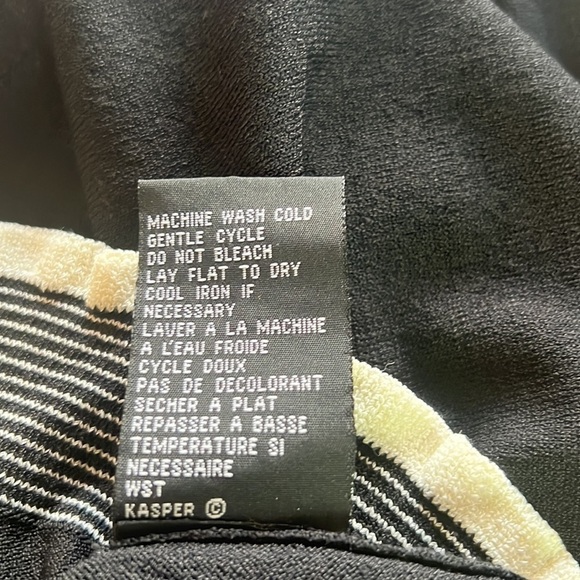 MACHINE WASH COLD
GENTLE CYCLE
DO NOT BLEACH
LAY FLAT TO DRY
COOL IRON IF
NECESSARY
LAVER A LA MACHINE
A L'EAU FROIDE
CYCLE DOUX
PAS DE DECOLORANT
SECHER A PLAT
REPASSER A BASSE
TEMPERATURE SI
NECESSAIRE
WST
KASPER ©